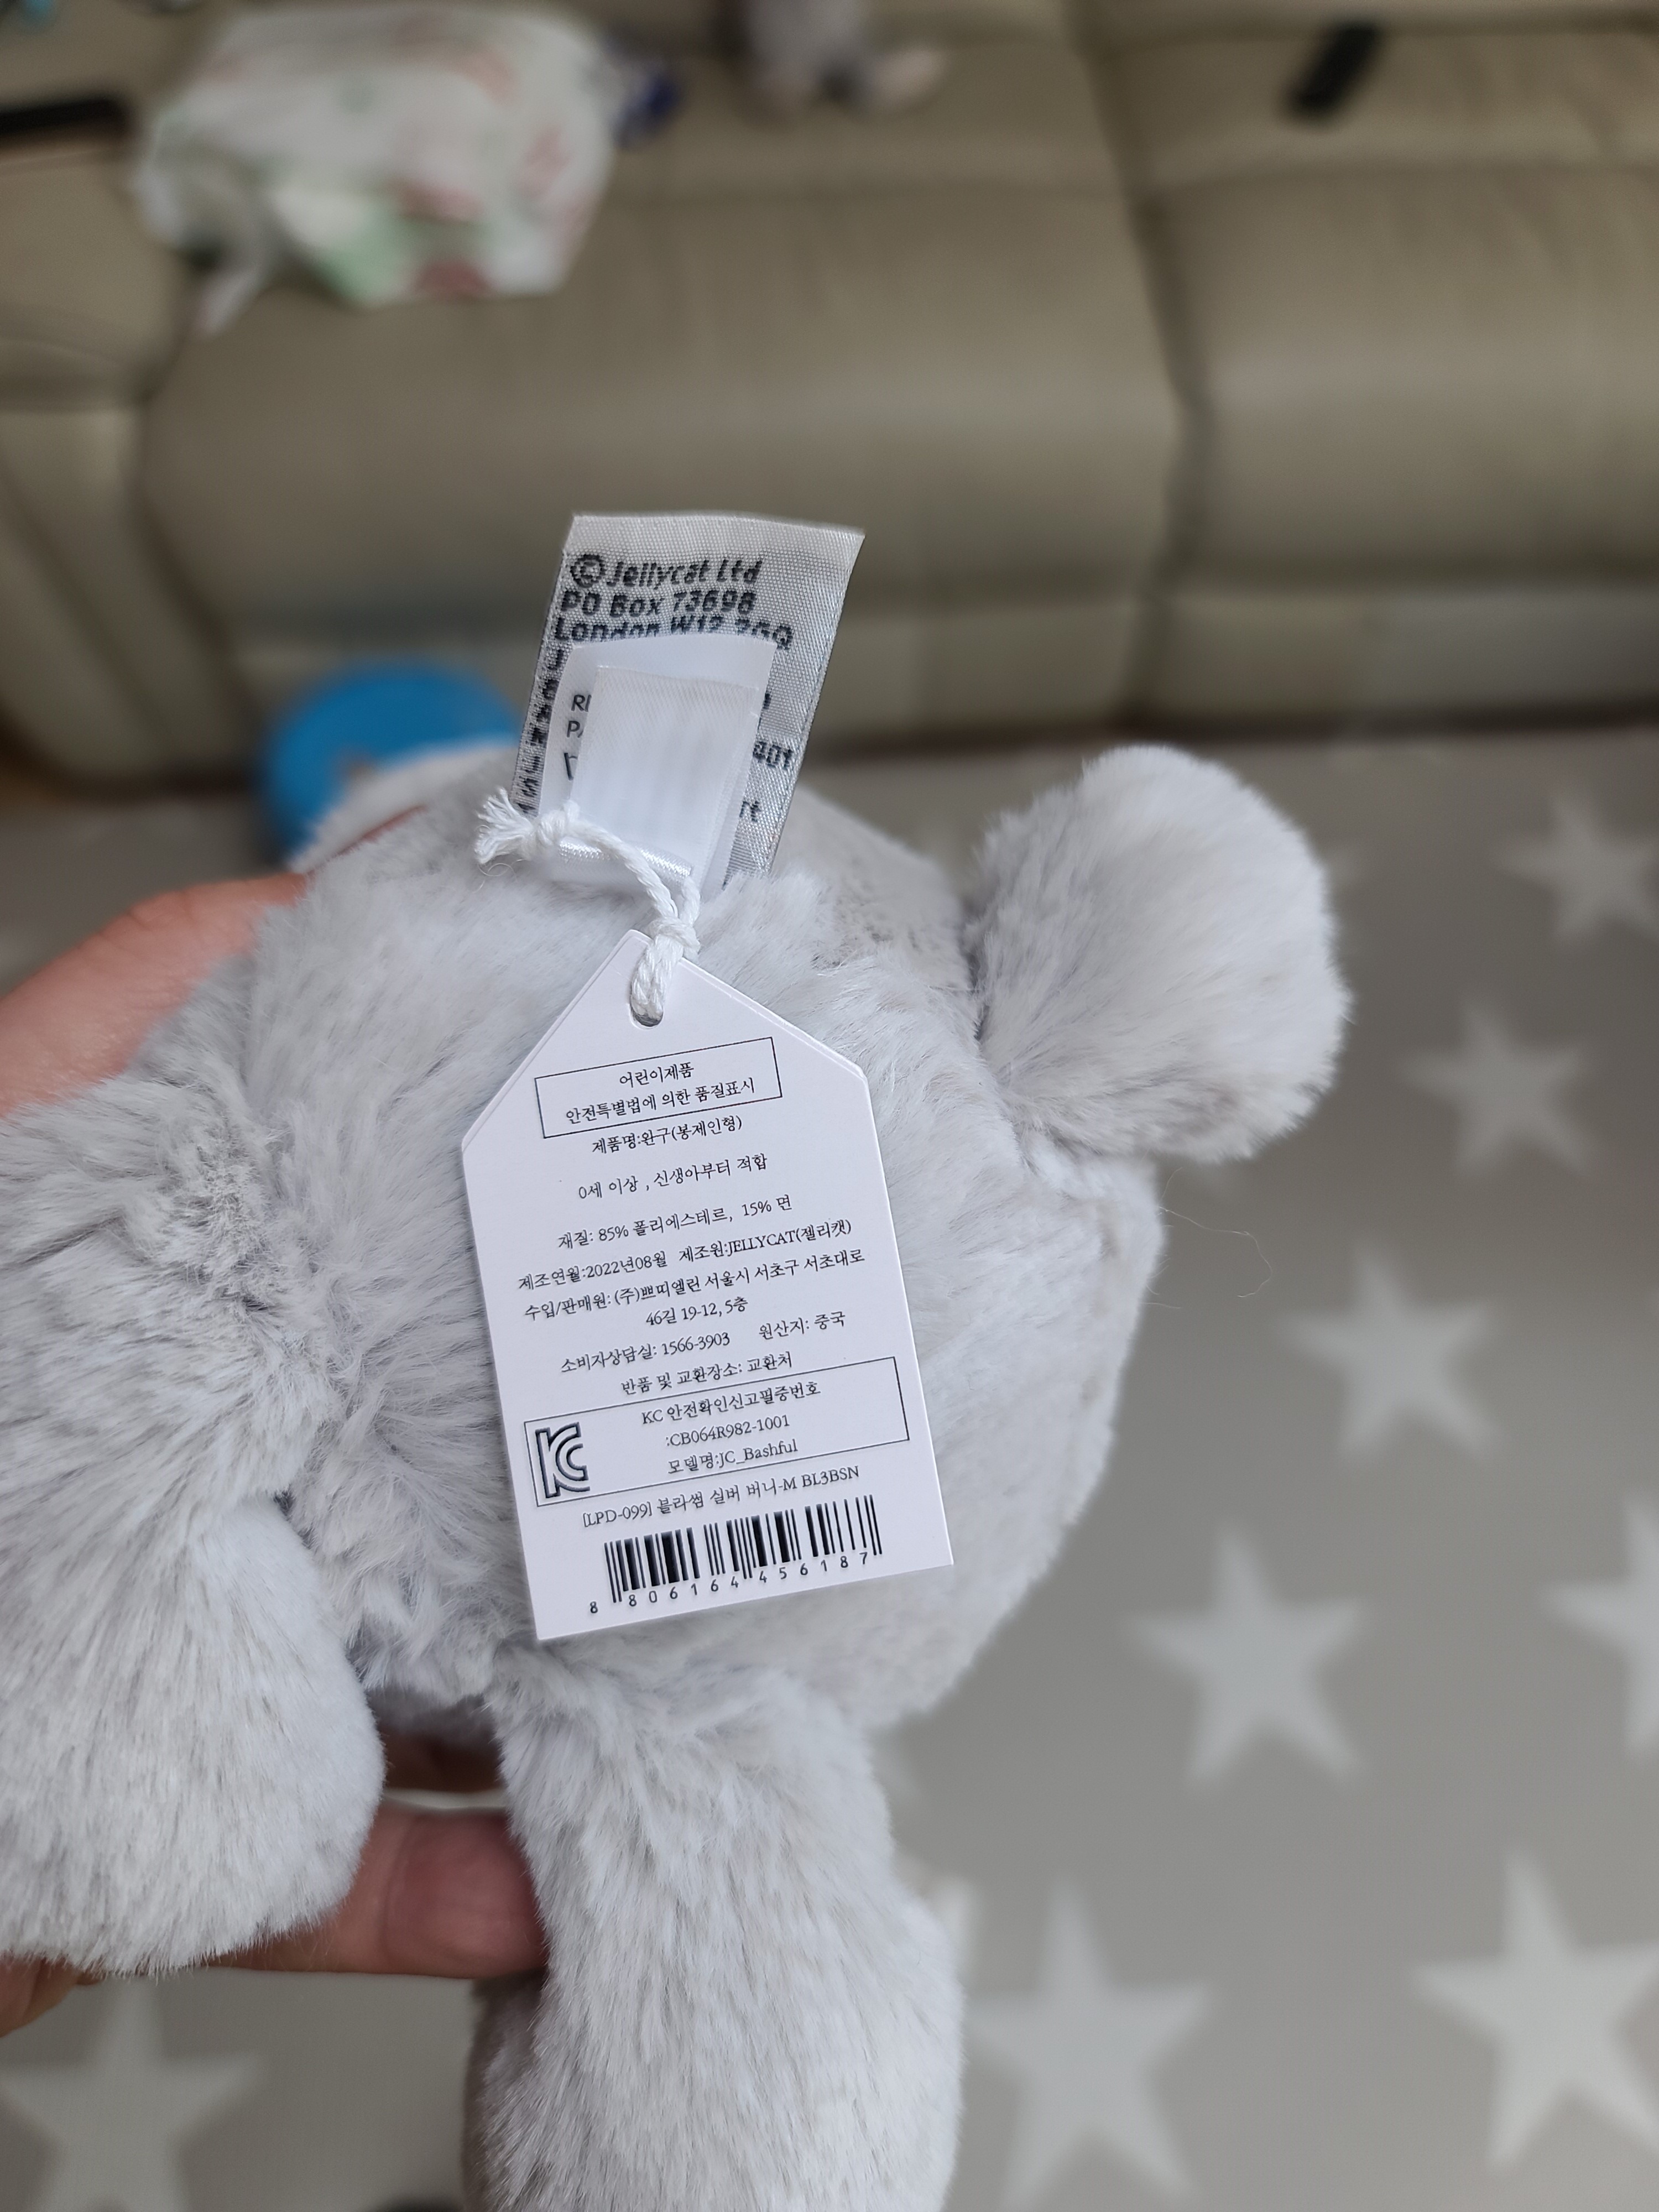 ©Jellycat Ltd
PO Box 73698
London W12
401
어린이제품
안전특별법에 의한 품질표시
제품명:완구(봉제인형)
0세 이상 , 신생아부터 적합
재질: 85% 폴리에스테르, 15% 면
제조연월:2022년08월 제조원:JELLYCAT(젤리캣)
수입/판매원: (주)쁘띠엘린 서울시 서초구 서초대로
46길 19-12, 5층
소비자상담실: 1566-3903 원산지: 중국
반품 및 교환장소: 교환처
KC 안전확인신고필증번호
:CB064R982-1001
모델명:JC_Bashful
[LPD-099] 블라썸 실버 버니-M BL3BSN
8 806164 456187